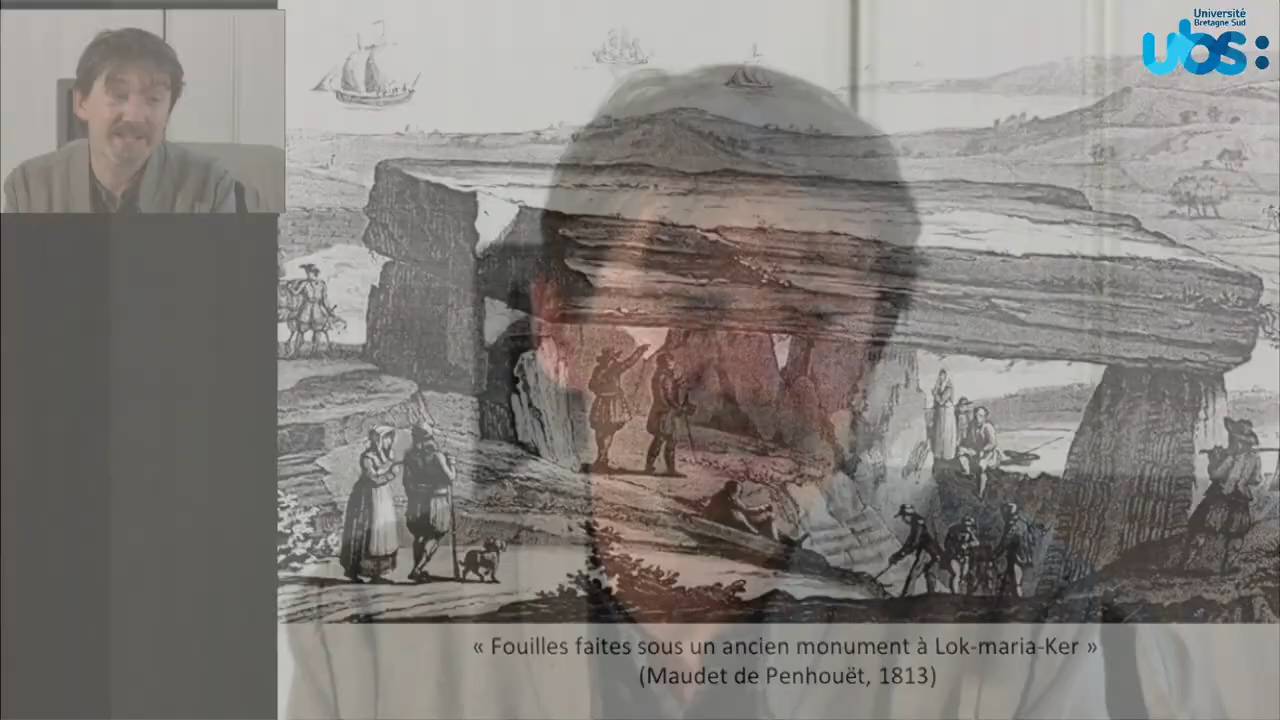 Université
Bretagne Sud
ubs:
« Fouilles faites sous un ancien monument à Lok-maria-Ker »
(Maudet de Penhouët, 1813)